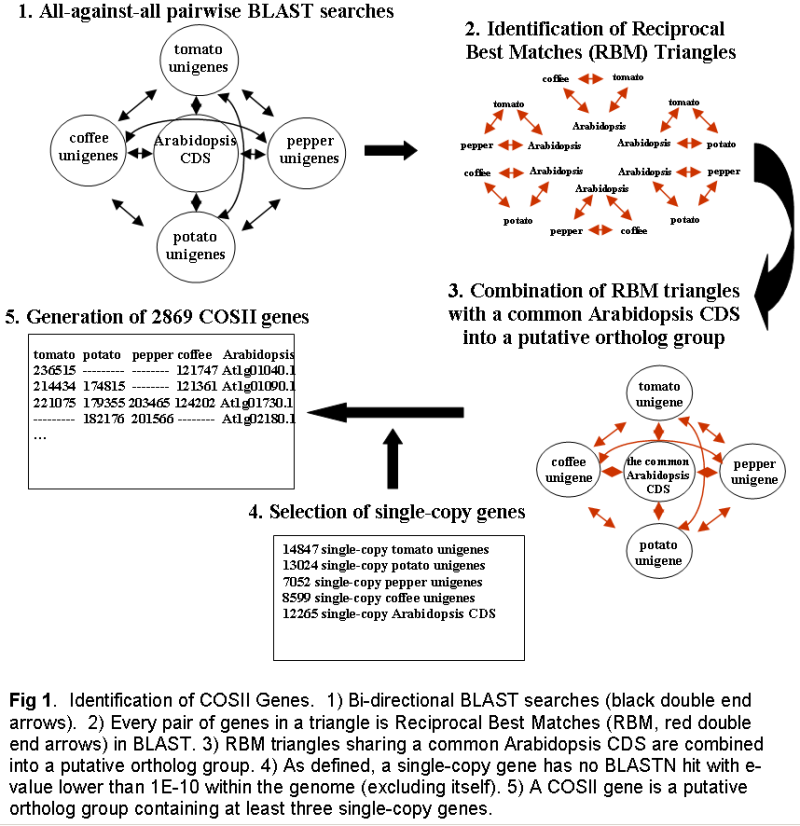 1. All-against-all pairwise BLAST searches
tomato
unigenes
coffee
unigenes
Arabidopsis
CDS
pepper
unigenes
potato
unigenes
2. Identification of Reciprocal
Best Matches (RBM) Triangles
coffee tomato
Arabidopsis
tomato
pepper Arabidopsis
tomato
Arabidopsis potato
coffee Arabidopsis
potato
Arabidopsis
pepper coffee
Arabidopsis pepper
potato
3. Combination of RBM triangles
with a common Arabidopsis CDS
into a putative ortholog group
tomato
unigene
coffee
unigene
the common
Arabidopsis
CDS
pepper
unigene
potato
unigene
4. Selection of single-copy genes
14847 single-copy tomato unigenes
13024 single-copy potato unigenes
7052 single-copy pepper unigenes
8599 single-copy coffee unigenes
12265 single-copy Arabidopsis CDS
5. Generation of 2869 COSII genes
tomato potato pepper coffee Arabidopsis
236515 --------- -------- 121747 At1g01040.1
214434 174815 -------- 121361 At1g01090.1
221075 179355 203465 124202 At1g01730.1
--------- 182176 201566 -------- At1g02180.1
...
Fig 1. Identification of COSII Genes. 1) Bi-directional BLAST searches (black double end
arrows). 2) Every pair of genes in a triangle is Reciprocal Best Matches (RBM, red double
end arrows) in BLAST. 3) RBM triangles sharing a common Arabidopsis CDS are combined
into a putative ortholog group. 4) As defined, a single-copy gene has no BLASTN hit with e-
value lower than 1E-10 within the genome (excluding itself). 5) A COSII gene is a putative
ortholog group containing at least three single-copy genes.